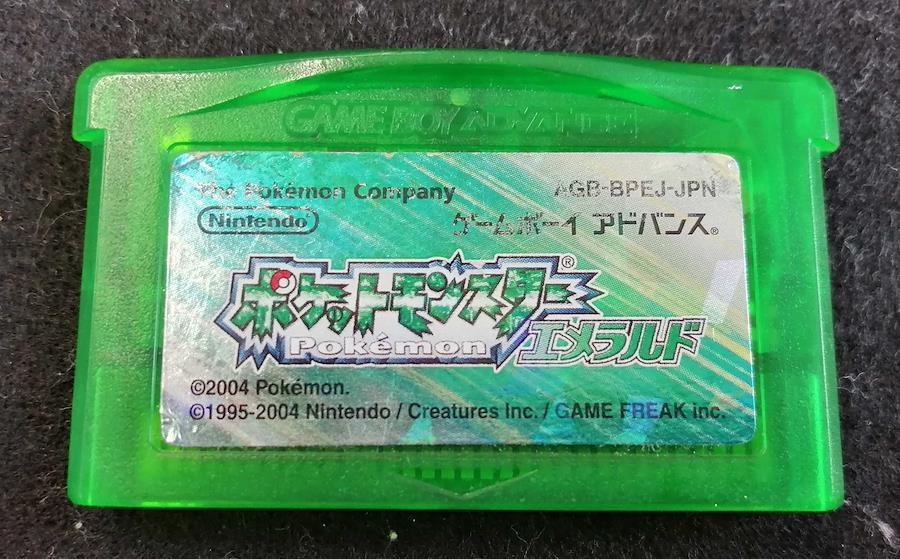 GAME BOY ADVANCE
The Pokémon Company
AGB-BPEJ-JPN
Nintendo®
ゲームボーイ アドバンス®
ポケットモンスター®
Pokémon
エメラルド
©2004 Pokémon.
©1995-2004 Nintendo / Creatures Inc. / GAME FREAK inc.